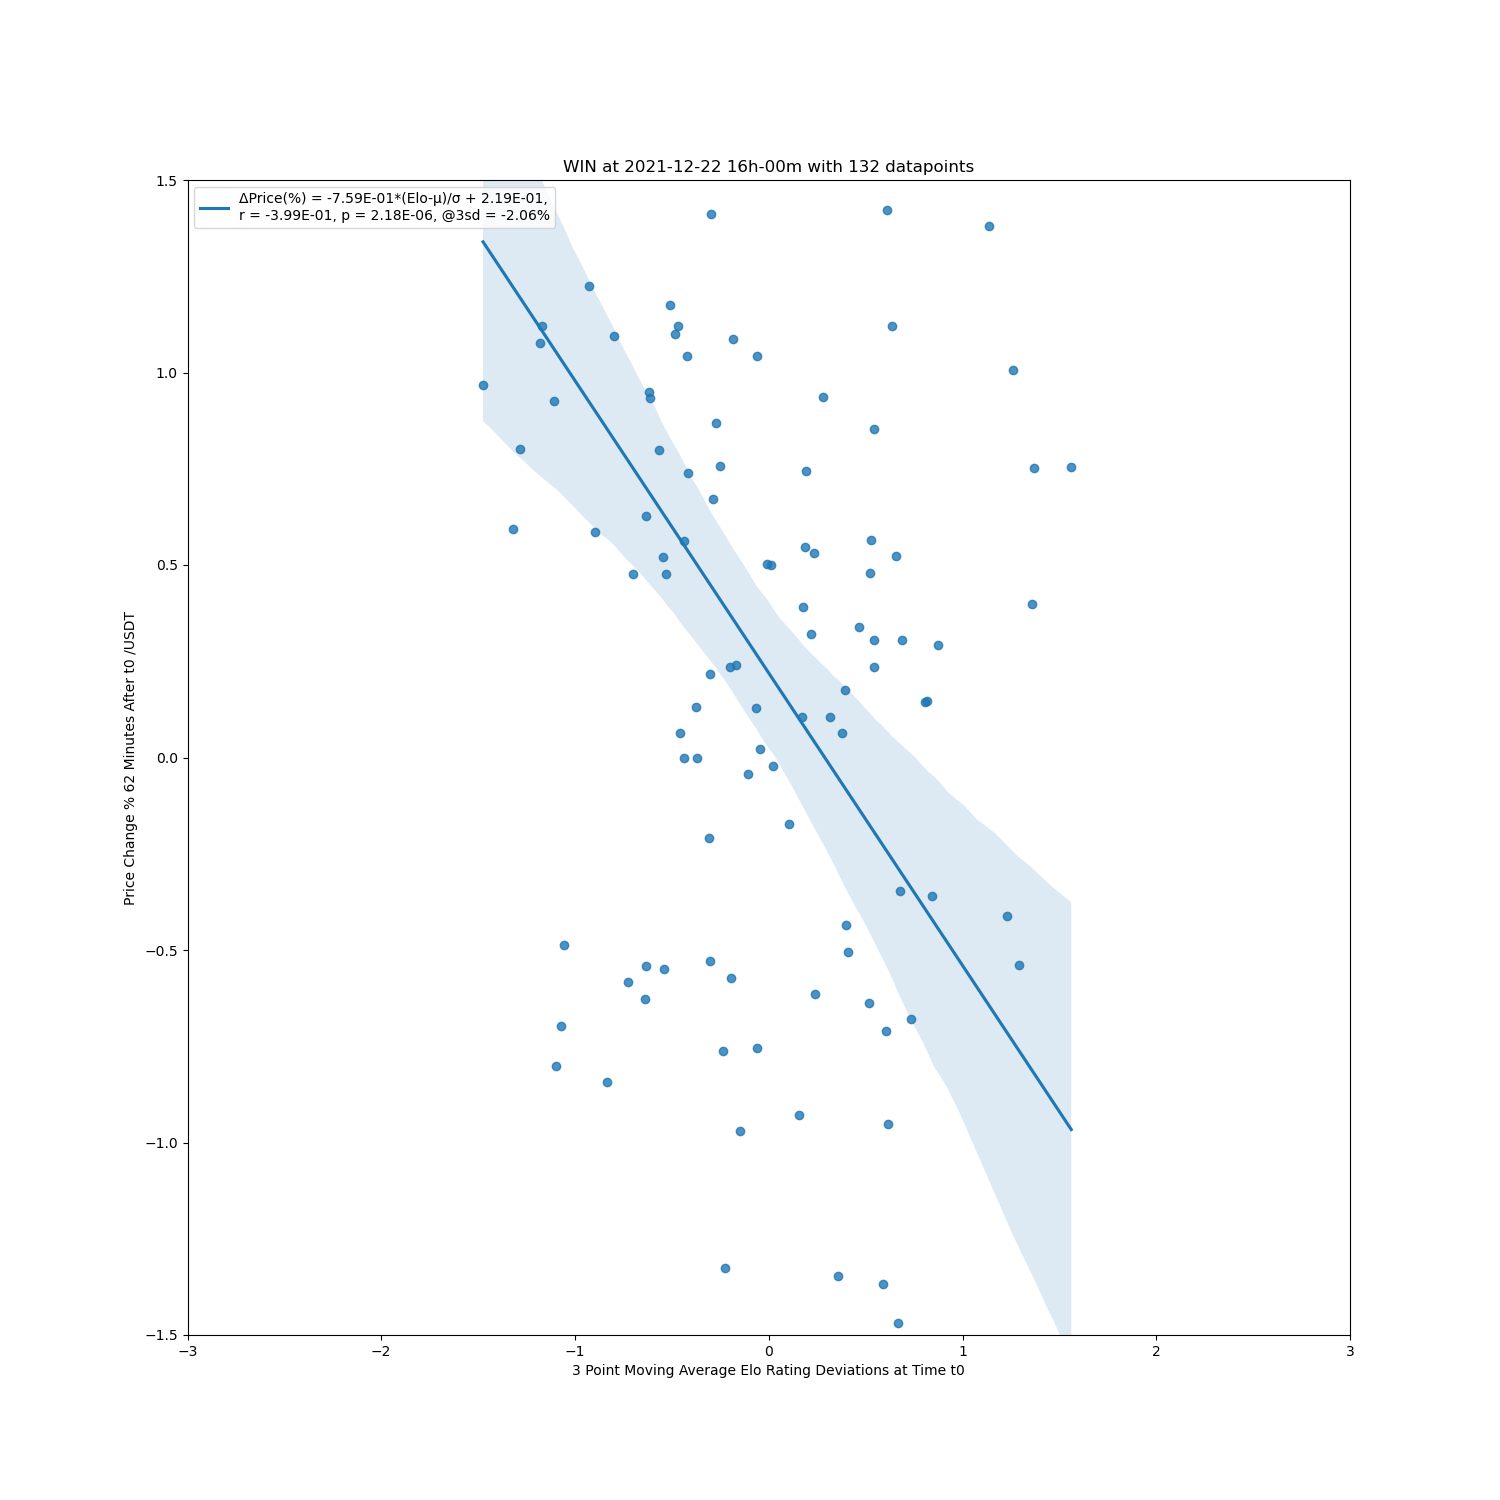 WIN at 2021-12-22 16h-00m with 132 datapoints
ΔPrice(%) = -7.59E-01*(Elo-μ)/σ + 2.19E-01,
r = -3.99E-01, p = 2.18E-06, @3sd = -2.06%
1.5
1.0
0.5
0.0
−0.5
−1.0
−1.5
Price Change % 62 Minutes After t0 /USDT
−3
−2
−1
0
1
2
3
3 Point Moving Average Elo Rating Deviations at Time t0